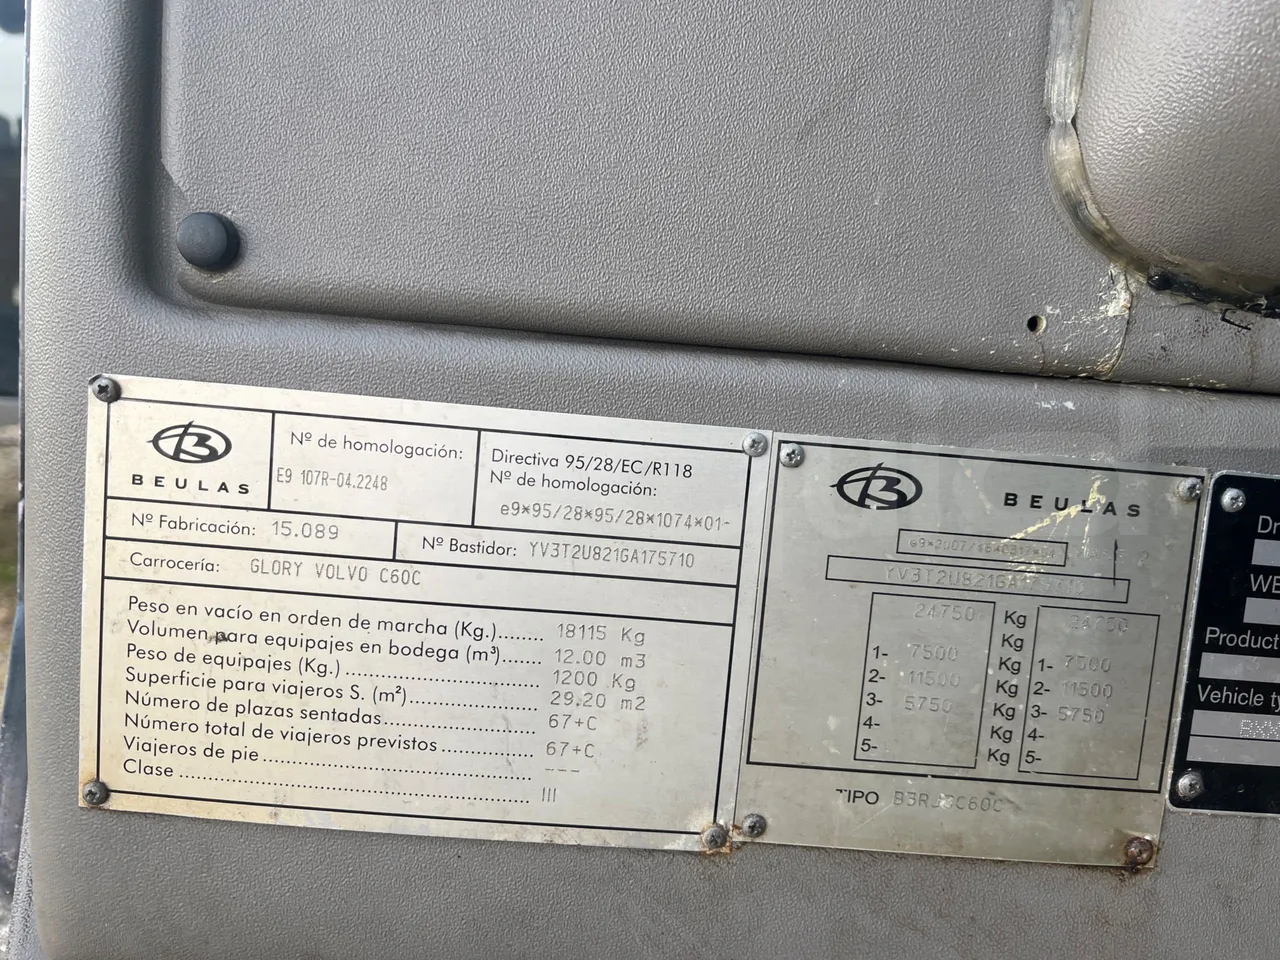 BEULAS
Nº de homologación:
E9 107R-04.2248
Directiva 95/28/EC/R118
Nº de homologación:
e9*95/28*95/28*1074*01-
Nº Fabricación: 15.089
Nº Bastidor: YV3T2U821GA175710
Carrocería: GLORY VOLVO C60C
Peso en vacío en orden de marcha (Kg.)....... 18115 Kg
Volumen para equipajes en bodega (m³)...... 12.00 m3
Peso de equipajes (Kg.)................................ 1200 Kg
Superficie para viajeros S. (m²).................... 29.20 m2
Número de plazas sentadas........................ 67+C
Número total de viajeros previstos.............. 67+C
Viajeros de pie........................................... ---
Clase........................................................ III
BEULAS
YV3T2U821GA175710
24750 Kg 24750
Kg
1- 7500 Kg 1- 7500
2- 11500 Kg 2- 11500
3- 5750 Kg 3- 5750
4- Kg 4-
5- Kg 5-
TIPO
Product
Vehicle ty